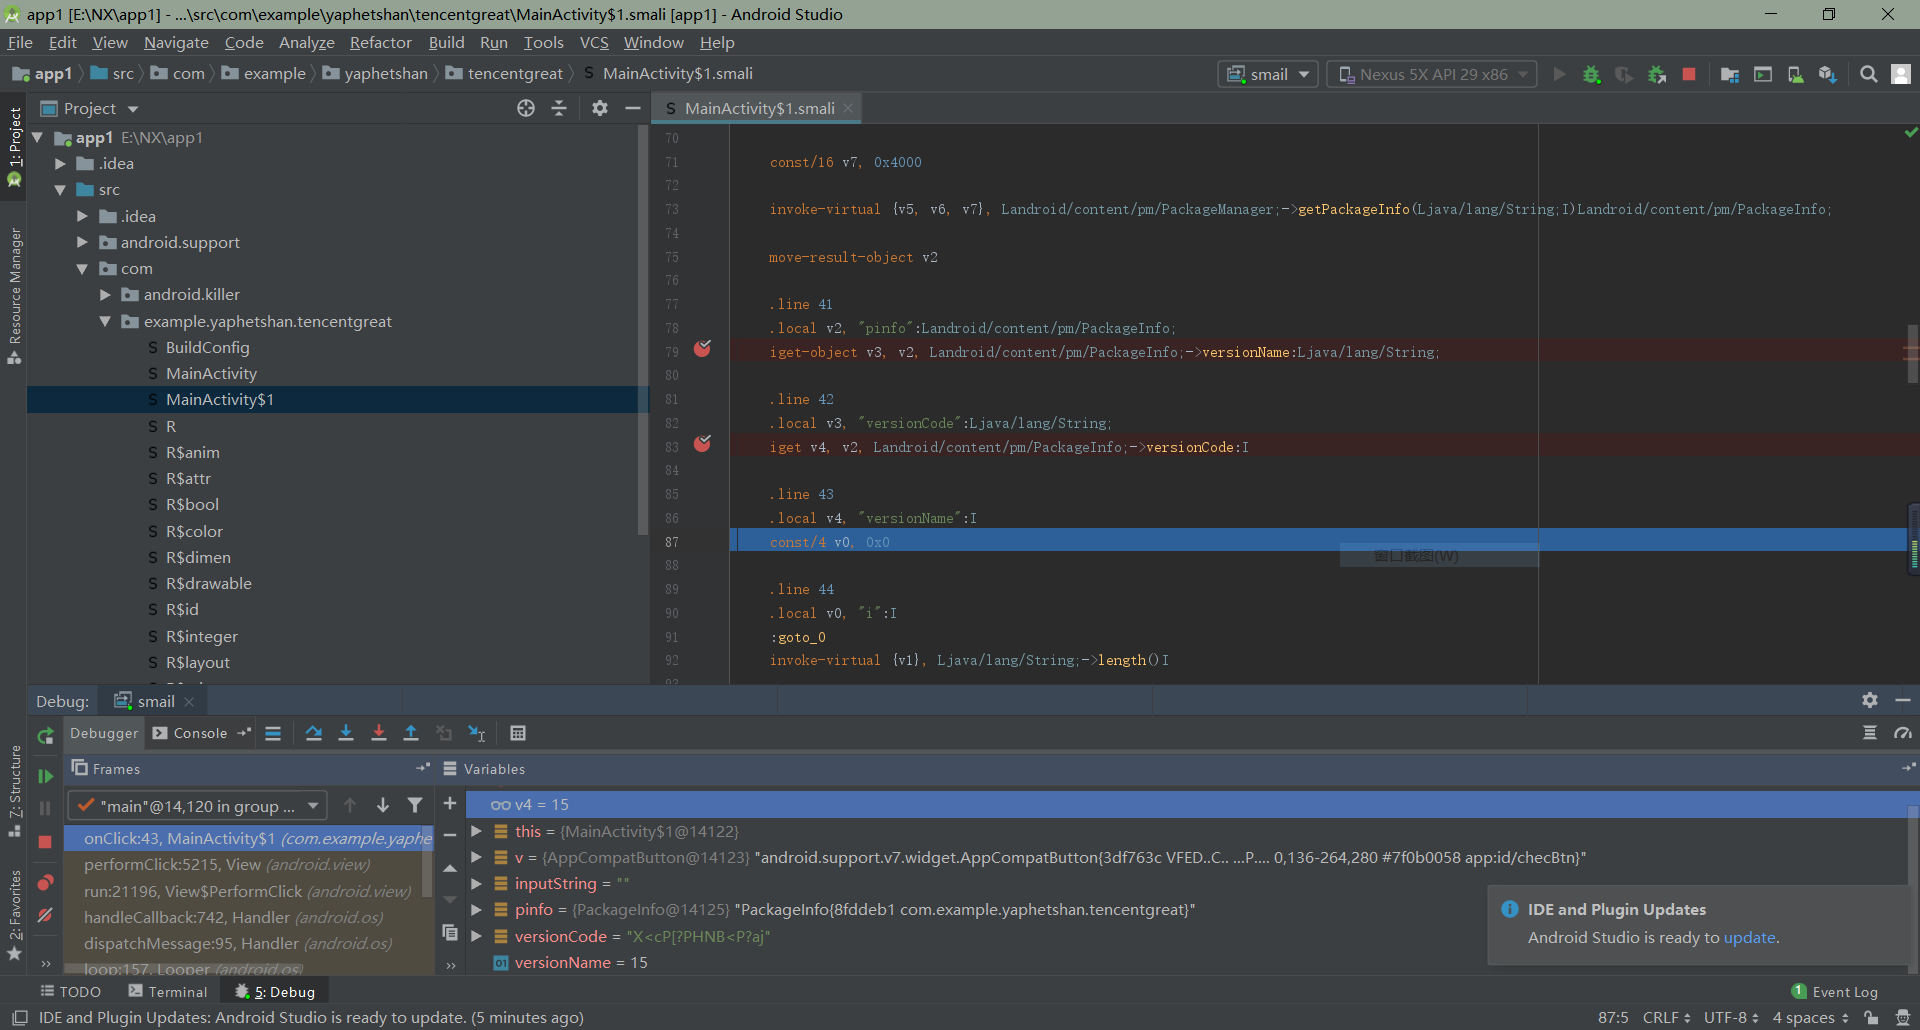 app1 [E:\NX\app1] - ...\src\com\example\yaphetshan\tencentgreat\MainActivity$1.smali [app1] - Android Studio
File Edit View Navigate Code Analyze Refactor Build Run Tools VCS Window Help
app1 src com example yaphetshan tencentgreat S MainActivity$1.smali smail Nexus 5X API 29 x86
Project
S MainActivity$1.smali
1: Project
Resource Manager
7: Structure
2: Favorites
app1 E:\NX\app1
.idea
src
.idea
android.support
com
android.killer
example.yaphetshan.tencentgreat
S BuildConfig
S MainActivity
S MainActivity$1
S R
S R$anim
S R$attr
S R$bool
S R$color
S R$dimen
S R$drawable
S R$id
S R$integer
S R$layout
70
71 const/16 v7, 0x4000
72
73 invoke-virtual {v5, v6, v7}, Landroid/content/pm/PackageManager;->getPackageInfo(Ljava/lang/String;I)Landroid/content/pm/PackageInfo;
74
75 move-result-object v2
76
77 .line 41
78 .local v2, "pinfo":Landroid/content/pm/PackageInfo;
79 iget-object v3, v2, Landroid/content/pm/PackageInfo;->versionName:Ljava/lang/String;
80
81 .line 42
82 .local v3, "versionCode":Ljava/lang/String;
83 iget v4, v2, Landroid/content/pm/PackageInfo;->versionCode:I
84
85 .line 43
86 .local v4, "versionName":I
87 const/4 v0, 0x0
窗口截图(W)
88
89 .line 44
90 .local v0, "i":I
91 :goto_0
92 invoke-virtual {v1}, Ljava/lang/String;->length()I
93
Debug: smail
Debugger Console
Frames
Variables
"main"@14,120 in group ...
onClick:43, MainActivity$1 (com.example.yaphe
performClick:5215, View (android.view)
run:21196, View$PerformClick (android.view)
handleCallback:742, Handler (android.os)
dispatchMessage:95, Handler (android.os)
loop:157, Looper (android.os)
v4 = 15
this = {MainActivity$1@14122}
v = {AppCompatButton@14123} "android.support.v7.widget.AppCompatButton{3df763c VFED..C.. ...P.... 0,136-264,280 #7f0b0058 app:id/checBtn}"
inputString = ""
pinfo = {PackageInfo@14125} "PackageInfo{8fddeb1 com.example.yaphetshan.tencentgreat}"
versionCode = "X<cP[?PHNB<P?aj"
01 versionName = 15
IDE and Plugin Updates
Android Studio is ready to update.
TODO Terminal 5: Debug
1 Event Log
IDE and Plugin Updates: Android Studio is ready to update. (5 minutes ago)
87:5 CRLF UTF-8 4 spaces